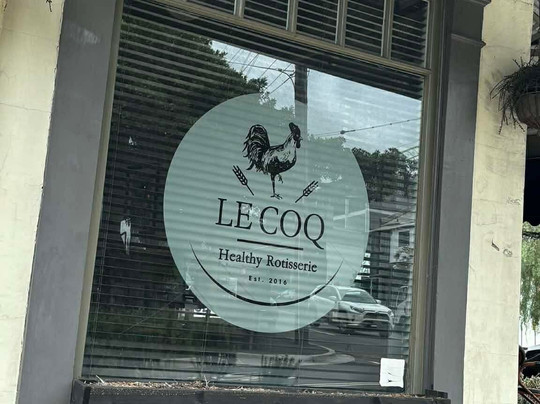 LE COQ
Healthy Rotisserie
Est. 2016